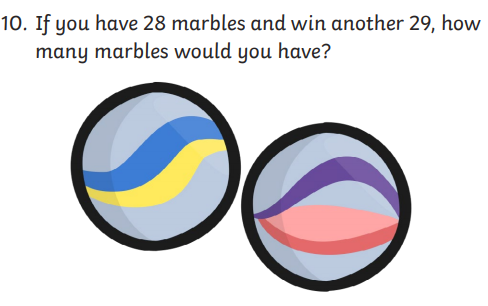 10. If you have 28 marbles and win another 29, how
many marbles would you have?